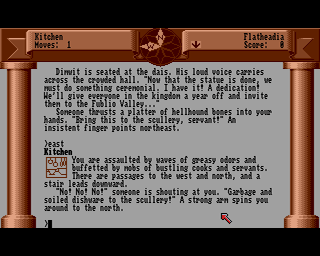 Kitchen Flatheadia
Moves: 1 Score: 0
Dimwit is seated at the dais. His loud voice carries
across the crowded hall. "Now that the statue is done, we
must do something ceremonial. I have it! A dedication!
We'll give everyone in the kingdom a year off and invite
them to the Fublio Valley..."
Someone thrusts a platter of hellhound bones into your
hands. "Bring this to the scullery, servant!" An
insistent finger points northeast.
>east
Kitchen
You are assaulted by waves of greasy odors and
buffetted by mobs of bustling cooks and servants.
There are passages to the west and north, and a
stair leads downward.
"No! No! No!" someone is shouting at you. "Garbage and
soiled dishware to the scullery!" A strong arm spins you
around to the north.
>